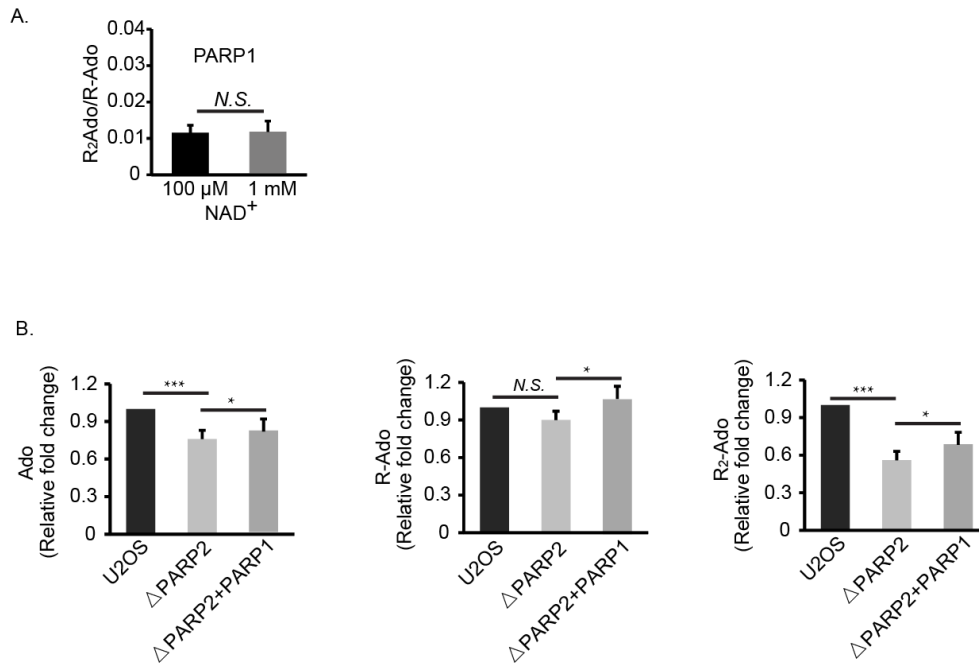 A.
R₂Ado/R-Ado
0.04
0.03
0.02
0.01
0
PARP1
N.S.
100 μM
1 mM
NAD⁺
B.
Ado
(Relative fold change)
1.2
0.9
0.6
0.3
0
***
*
U2OS
△PARP2
△PARP2+PARP1
R-Ado
(Relative fold change)
1.2
0.9
0.6
0.3
0
N.S.
*
U2OS
△PARP2
△PARP2+PARP1
R₂-Ado
(Relative fold change)
1.2
0.9
0.6
0.3
0
***
*
U2OS
△PARP2
△PARP2+PARP1